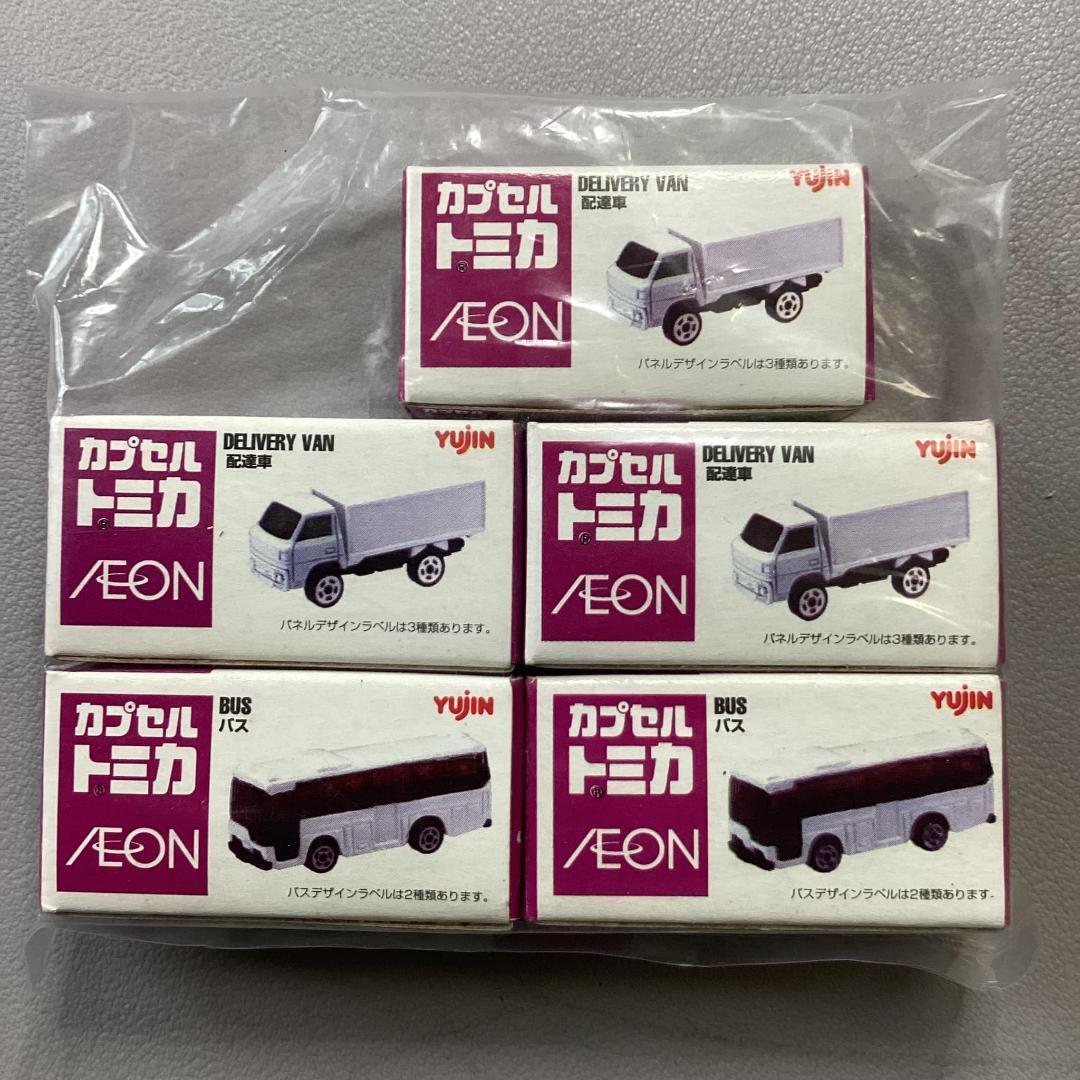 カプセル
トミカ®
ÆON
DELIVERY VAN
配達車
YUJIN
パネルデザインラベルは3種類あります。
カプセル
カプセル
トミカ®
ÆON
DELIVERY VAN
配達車
YUJIN
パネルデザインラベルは3種類あります。
カプセル
トミカ®
ÆON
DELIVERY VAN
配達車
YUJIN
パネルデザインラベルは3種類あります。
カプセル
トミカ®
ÆON
BUS
バス
YUJIN
バスデザインラベルは2種類あります。
カプセル
トミカ®
ÆON
BUS
バス
YUJIN
バスデザインラベルは2種類あります。